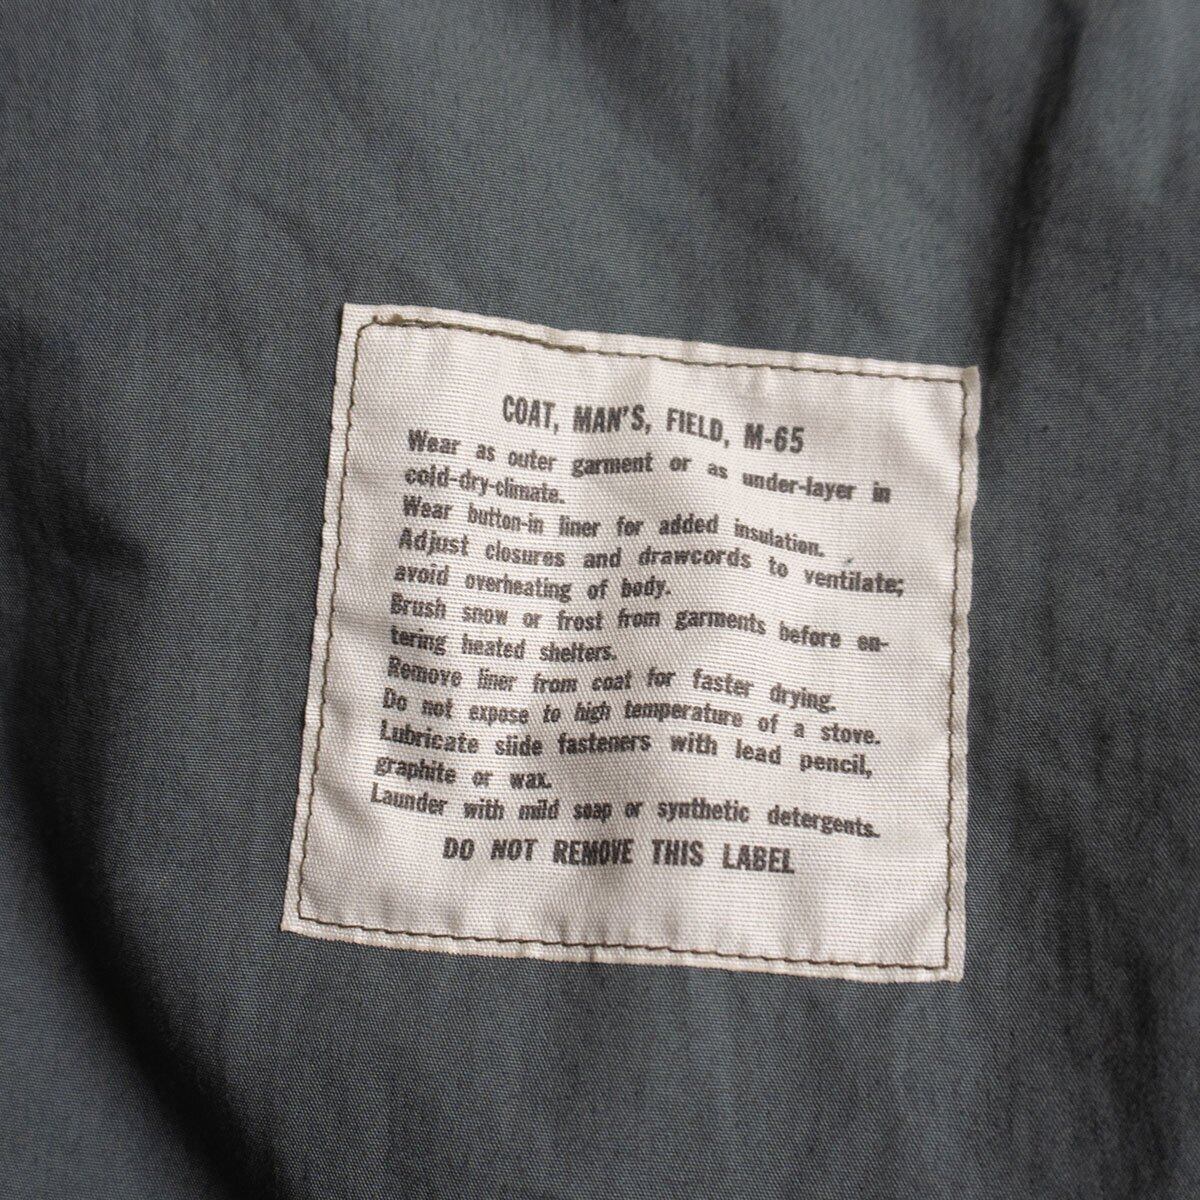 COAT, MAN'S, FIELD, M-65
Wear as outer garment or as under-layer in
cold-dry-climate.
Wear button-in liner for added insulation.
Adjust closures and drawcords to ventilate;
avoid overheating of body.
Brush snow or frost from garments before en-
tering heated shelters.
Remove liner from coat for faster drying.
Do not expose to high temperature of a stove.
Lubricate slide fasteners with lead pencil,
graphite or wax.
Launder with mild soap or synthetic detergents.
DO NOT REMOVE THIS LABEL